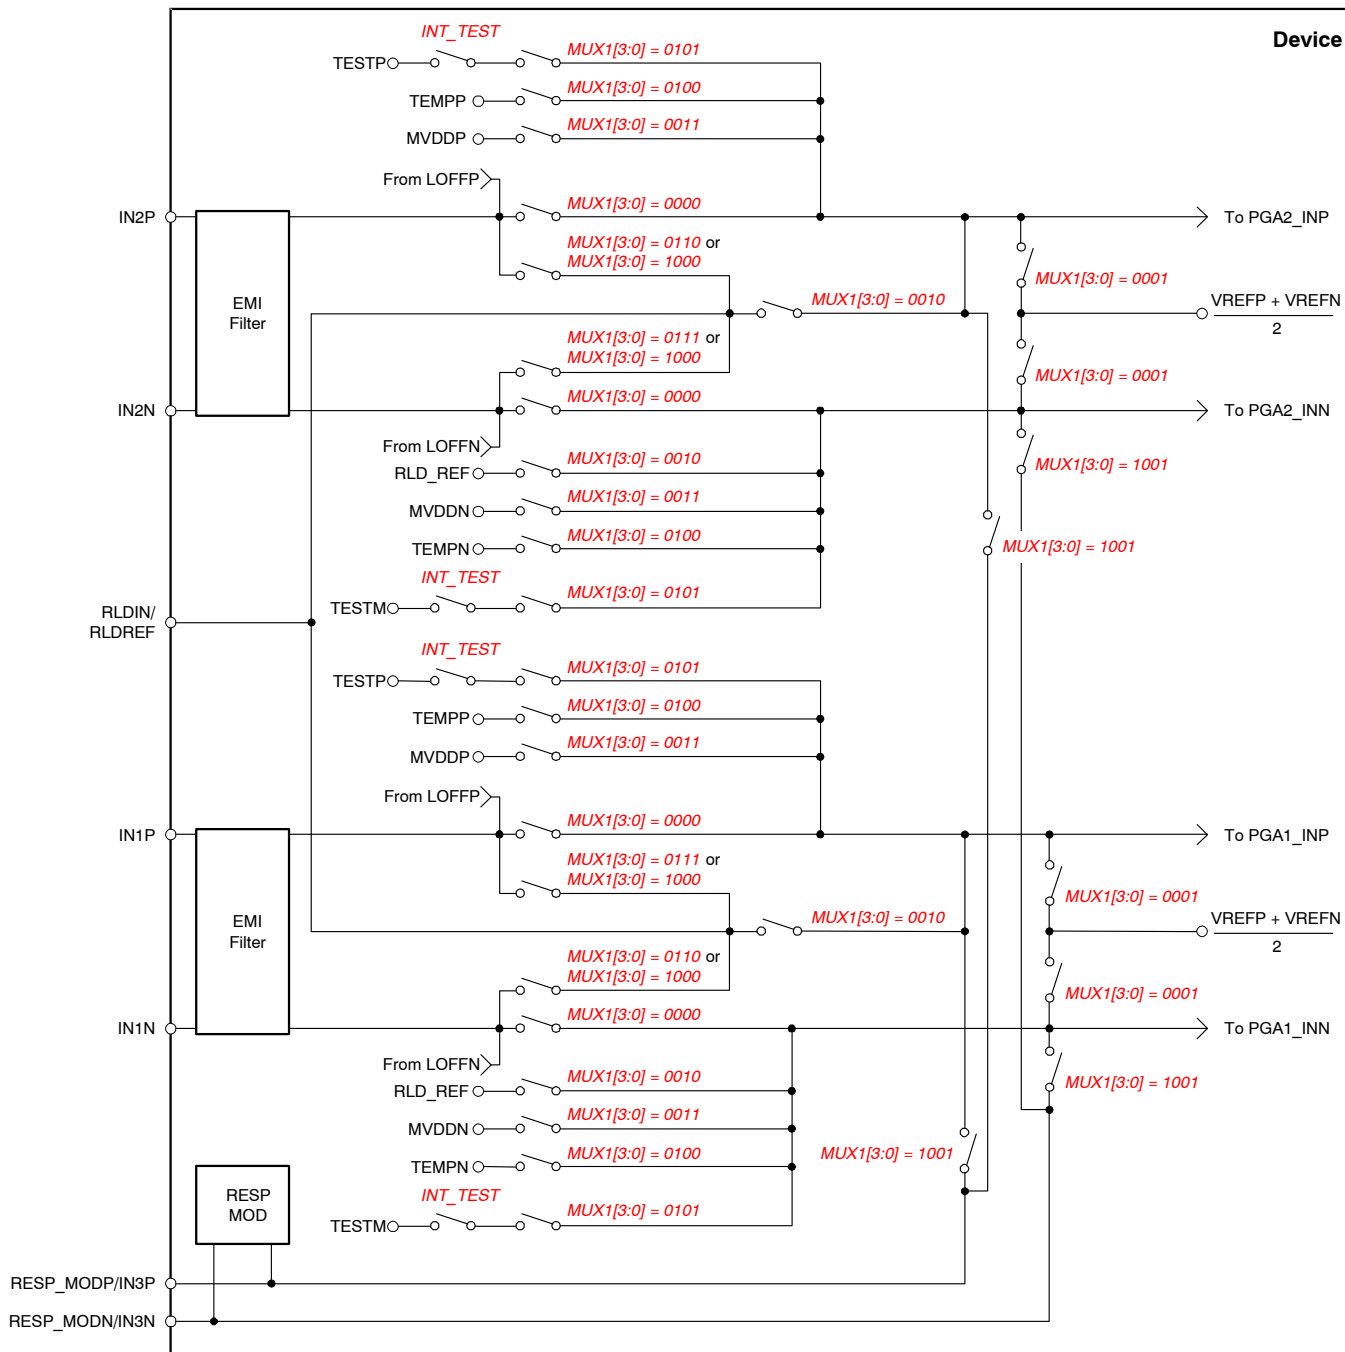 Device
INT_TEST
MUX1[3:0] = 0101
TESTP
MUX1[3:0] = 0100
TEMPP
MUX1[3:0] = 0011
MVDDP
From LOFFP
MUX1[3:0] = 0000
IN2P
To PGA2_INP
MUX1[3:0] = 0110 or
MUX1[3:0] = 1000
MUX1[3:0] = 0001
EMI
Filter
MUX1[3:0] = 0010
VREFP + VREFN
2
MUX1[3:0] = 0111 or
MUX1[3:0] = 1000
MUX1[3:0] = 0001
MUX1[3:0] = 0000
IN2N
To PGA2_INN
From LOFFN
MUX1[3:0] = 0010
RLD_REF
MUX1[3:0] = 1001
MUX1[3:0] = 0011
MVDDN
MUX1[3:0] = 0100
TEMPN
MUX1[3:0] = 1001
INT_TEST
MUX1[3:0] = 0101
TESTM
RLDIN/
RLDREF
INT_TEST
MUX1[3:0] = 0101
TESTP
MUX1[3:0] = 0100
TEMPP
MUX1[3:0] = 0011
MVDDP
From LOFFP
MUX1[3:0] = 0000
IN1P
To PGA1_INP
MUX1[3:0] = 0111 or
MUX1[3:0] = 1000
MUX1[3:0] = 0001
EMI
Filter
MUX1[3:0] = 0010
VREFP + VREFN
2
MUX1[3:0] = 0110 or
MUX1[3:0] = 1000
MUX1[3:0] = 0001
MUX1[3:0] = 0000
IN1N
To PGA1_INN
From LOFFN
MUX1[3:0] = 0010
RLD_REF
MUX1[3:0] = 1001
MUX1[3:0] = 0011
MVDDN
MUX1[3:0] = 0100
TEMPN
MUX1[3:0] = 1001
RESP
MOD
INT_TEST
MUX1[3:0] = 0101
TESTM
RESP_MODP/IN3P
RESP_MODN/IN3N